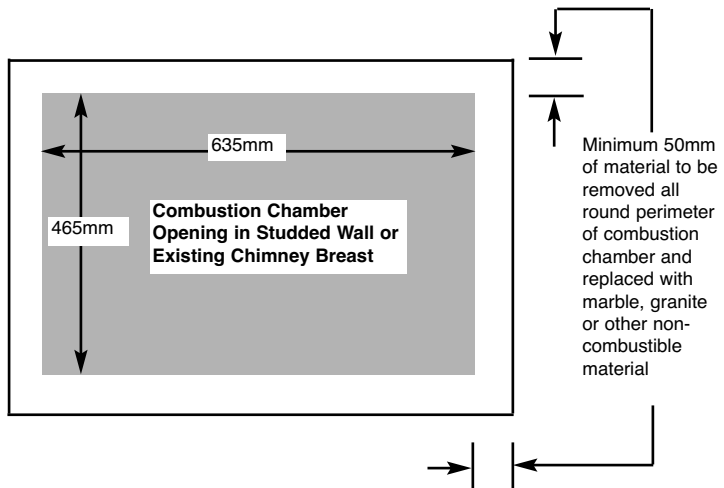 635mm
465mm
Combustion Chamber
Opening in Studded Wall or
Existing Chimney Breast
Minimum 50mm
of material to be
removed all
round perimeter
of combustion
chamber and
replaced with
marble, granite
or other non-
combustible
material